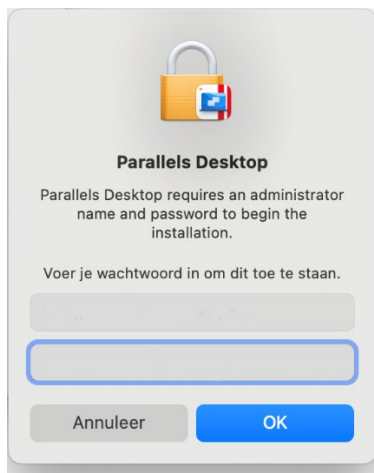 Parallels Desktop
Parallels Desktop requires an administrator
name and password to begin the
installation.
Voer je wachtwoord in om dit toe te staan.
Annuleer
OK